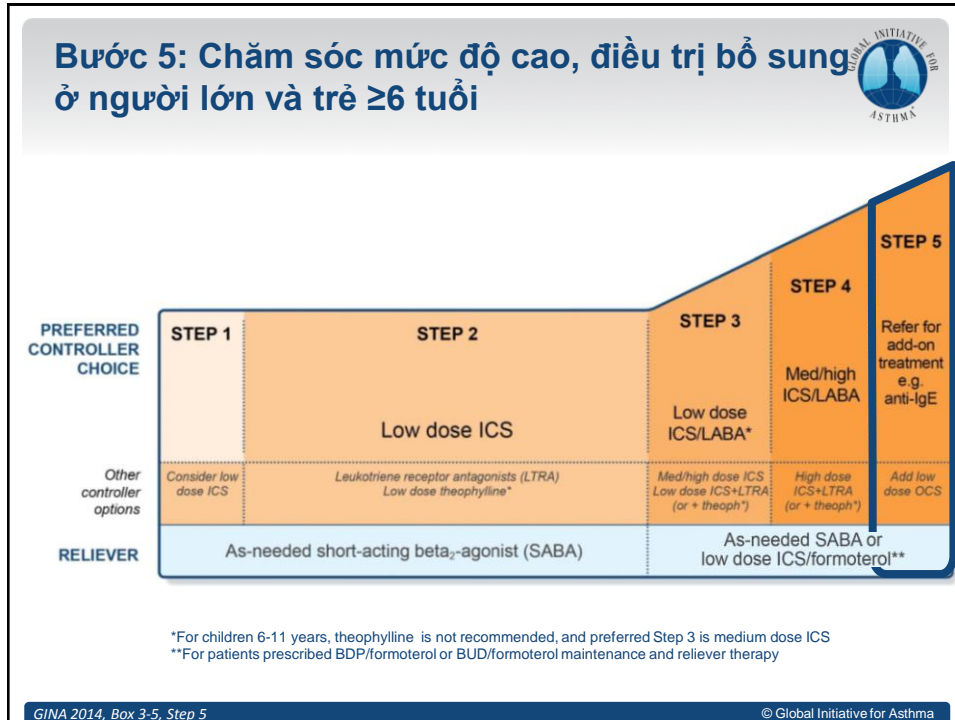 Bước 5: Chăm sóc mức độ cao, điều trị bổ sung
ở người lớn và trẻ ≥6 tuổi
GLOBAL INITIATIVE FOR
ASTHMA
PREFERRED
CONTROLLER
CHOICE
STEP 1
STEP 2
Low dose ICS
STEP 3
Low dose
ICS/LABA*
STEP 4
Med/high
ICS/LABA
STEP 5
Refer for
add-on
treatment
e.g.
anti-IgE
Other
controller
options
Consider low
dose ICS
Leukotriene receptor antagonists (LTRA)
Low dose theophylline*
Med/high dose ICS
Low dose ICS+LTRA
(or + theoph*)
High dose
ICS+LTRA
(or + theoph*)
Add low
dose OCS
RELIEVER
As-needed short-acting beta₂-agonist (SABA)
As-needed SABA or
low dose ICS/formoterol**
*For children 6-11 years, theophylline is not recommended, and preferred Step 3 is medium dose ICS
**For patients prescribed BDP/formoterol or BUD/formoterol maintenance and reliever therapy
GINA 2014, Box 3-5, Step 5
© Global Initiative for Asthma